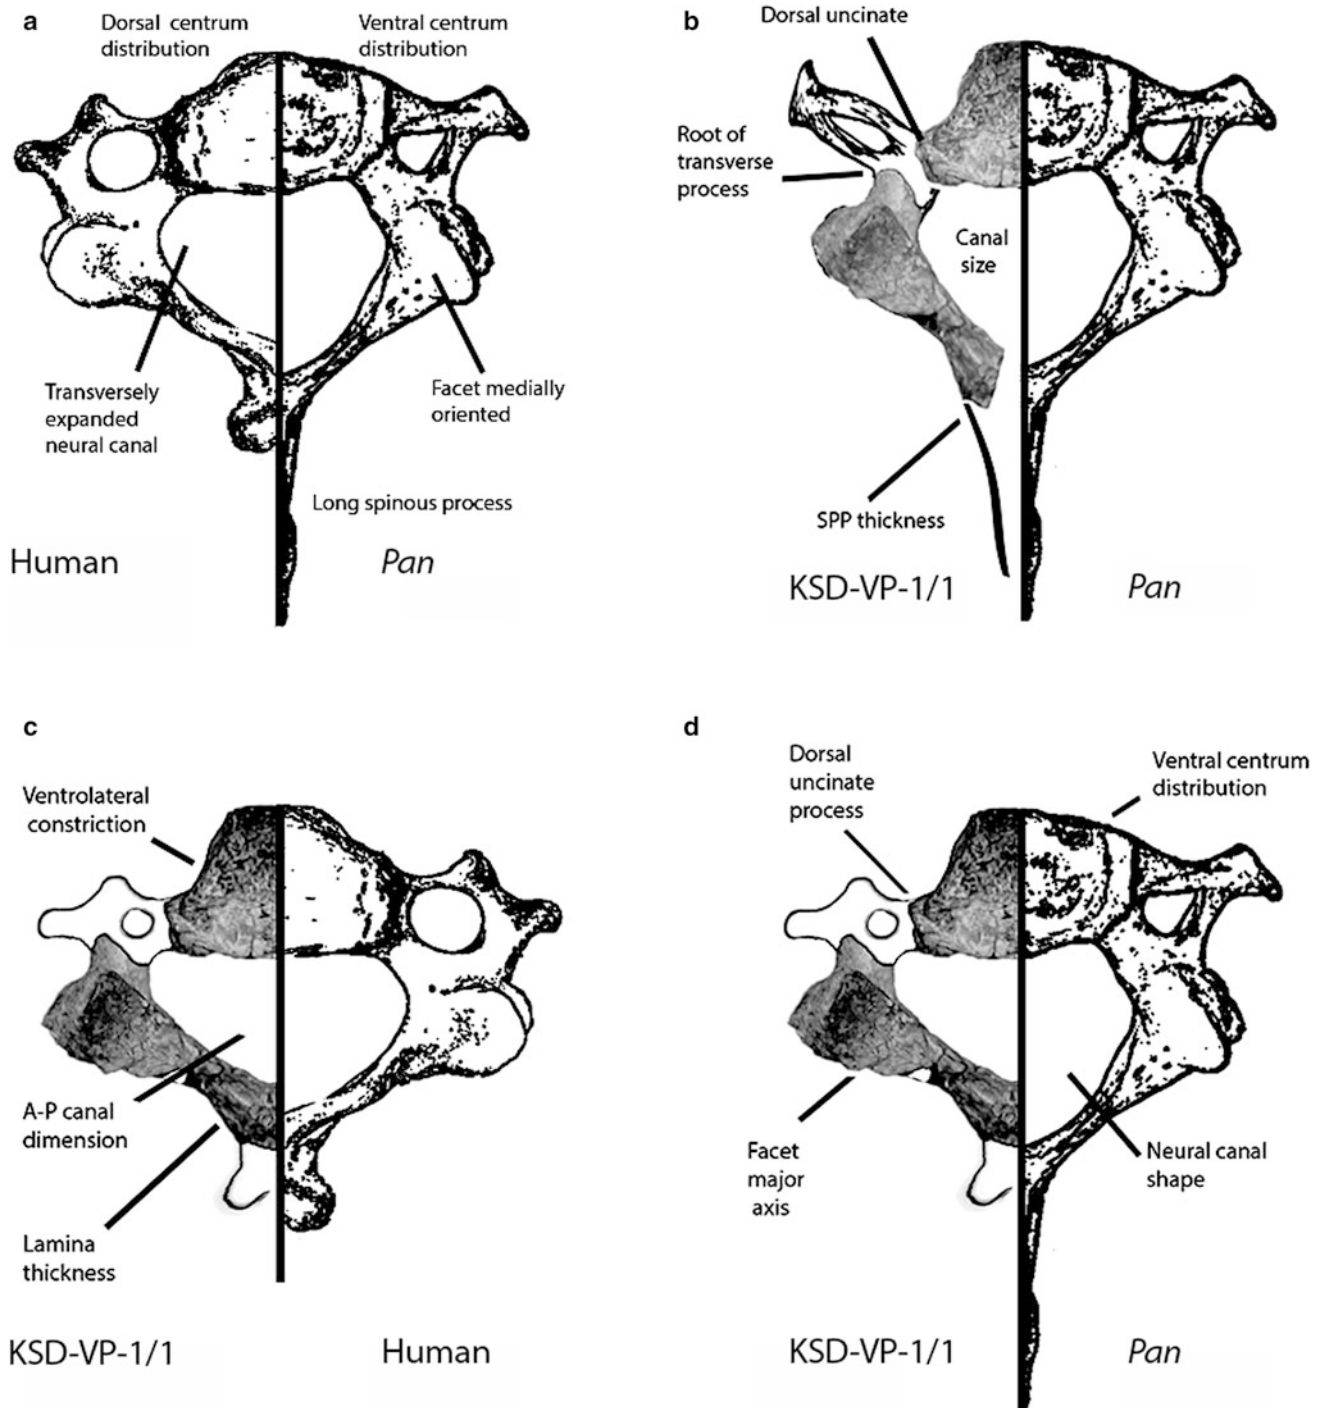 a
Dorsal centrum
distribution
Ventral centrum
distribution
Transversely
expanded
neural canal
Facet medially
oriented
Long spinous process
Human
Pan
b
Dorsal uncinate
Root of
transverse
process
Canal
size
SPP thickness
KSD-VP-1/1
Pan
c
Ventrolateral
constriction
A-P canal
dimension
Lamina
thickness
KSD-VP-1/1
Human
d
Dorsal
uncinate
process
Ventral centrum
distribution
Facet
major
axis
Neural canal
shape
KSD-VP-1/1
Pan